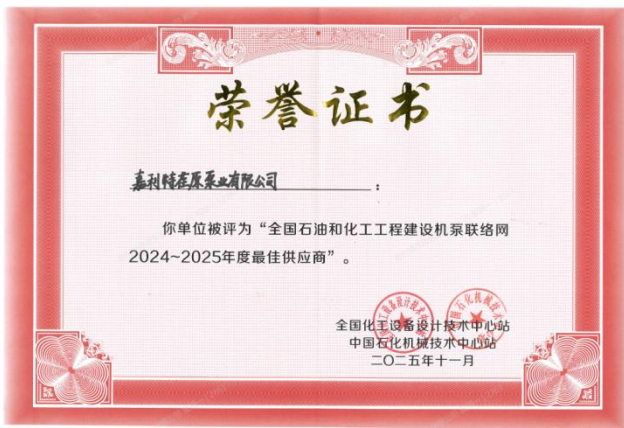 荣誉证书
嘉利特荏原泵业有限公司：
你单位被评为“全国石油和化工工程建设机泵联络网
2024~2025年度最佳供应商”。
全国化工设备设计技术中心站
中国石化机械技术中心站
二〇二五年十一月